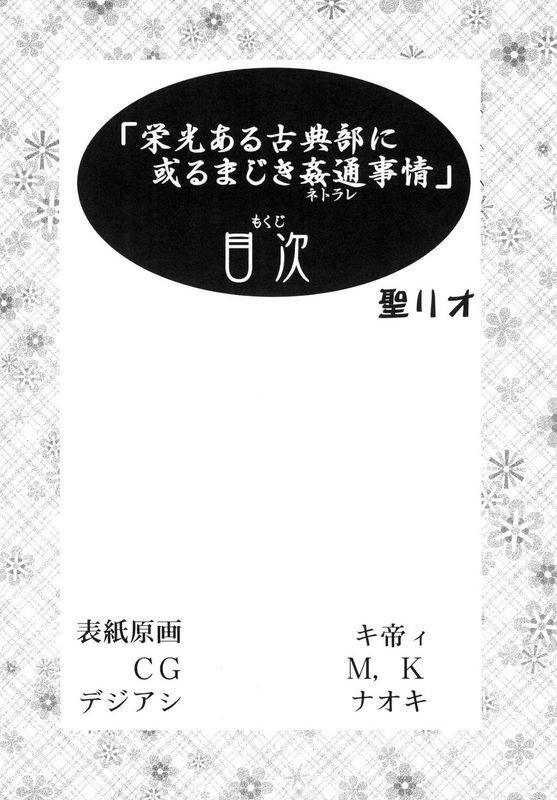 「栄光ある古典部に
或るまじき姦通事情」
ネトラレ
もくじ
目次
聖リオ
表紙原画 キ帝ィ
CG M, K
デジアシ ナオキ